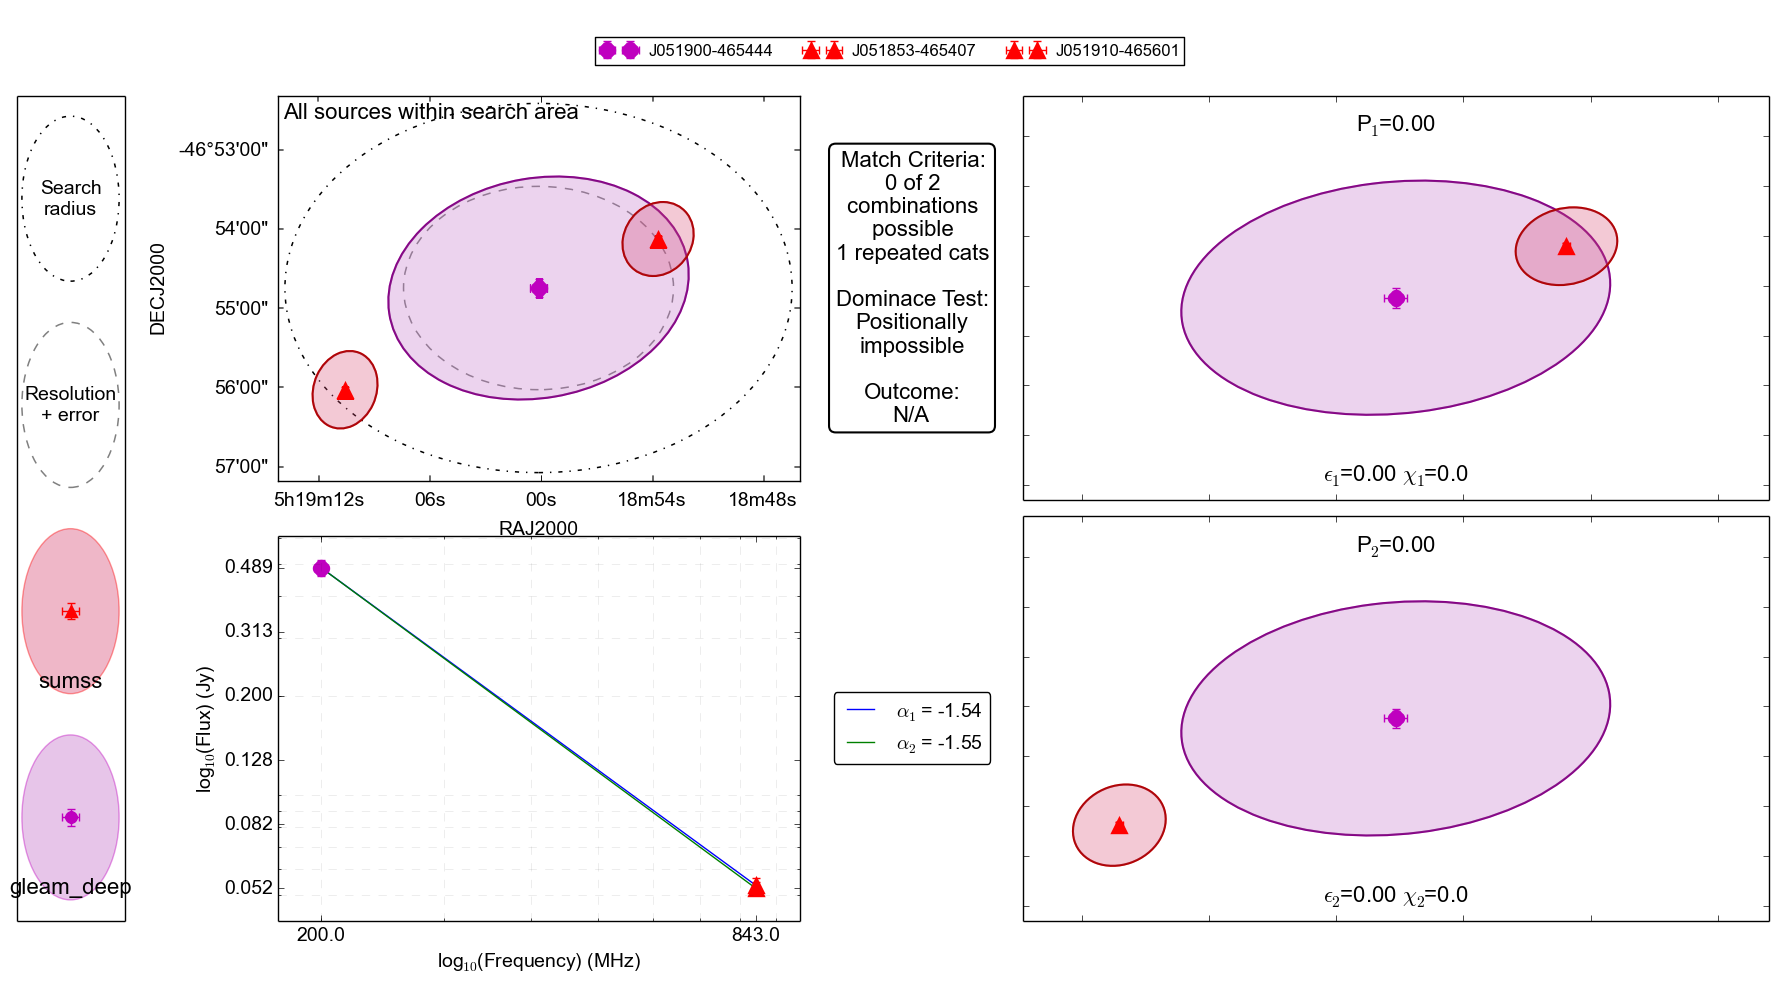 J051900-465444 J051853-465407 J051910-465601
Search
radius
Resolution
+ error
sumss
gleam_deep
All sources within search area
DECJ2000
-46°53'00"
54'00"
55'00"
56'00"
57'00"
5h19m12s 06s 00s 18m54s 18m48s
RAJ2000
Match Criteria:
0 of 2
combinations
possible
1 repeated cats
Dominace Test:
Positionally
impossible
Outcome:
N/A
P₁=0.00
ϵ₁=0.00 χ₁=0.0
log₁₀(Flux) (Jy)
0.489
0.313
0.200
0.128
0.082
0.052
200.0 843.0
log₁₀(Frequency) (MHz)
α₁ = -1.54
α₂ = -1.55
P₂=0.00
ϵ₂=0.00 χ₂=0.0